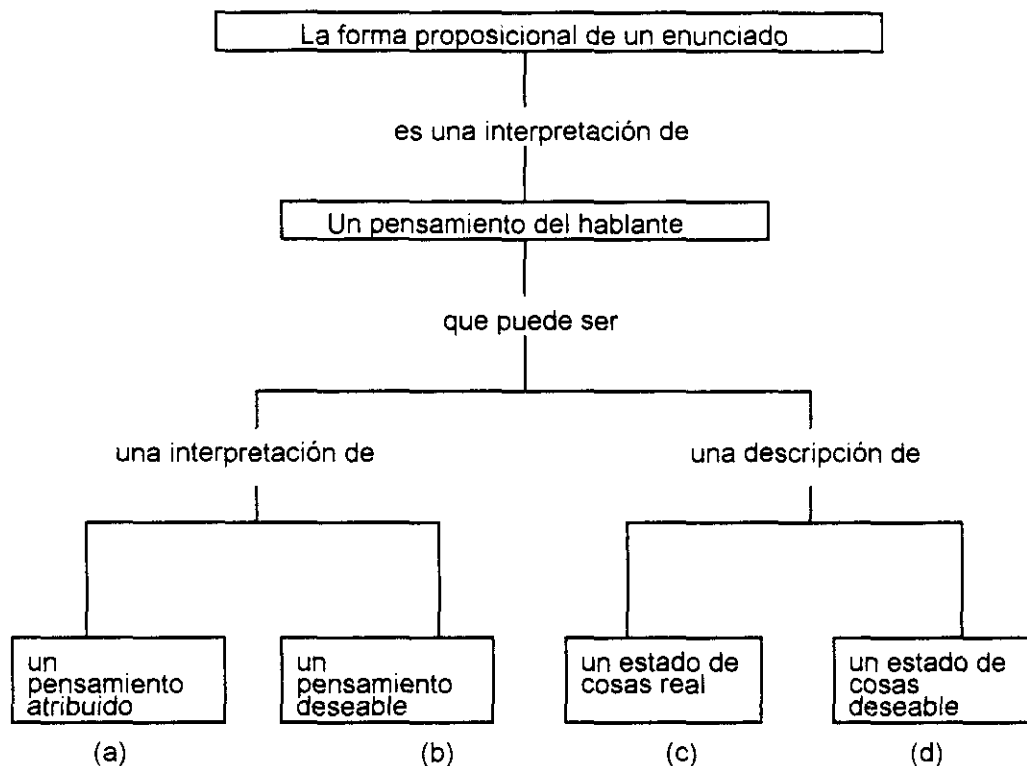 La forma proposicional de un enunciado
es una interpretación de
Un pensamiento del hablante
que puede ser
una interpretación de
una descripción de
un
pensamiento
atribuido
un
pensamiento
deseable
un estado de
cosas real
un estado de
cosas
deseable
(a)
(b)
(c)
(d)